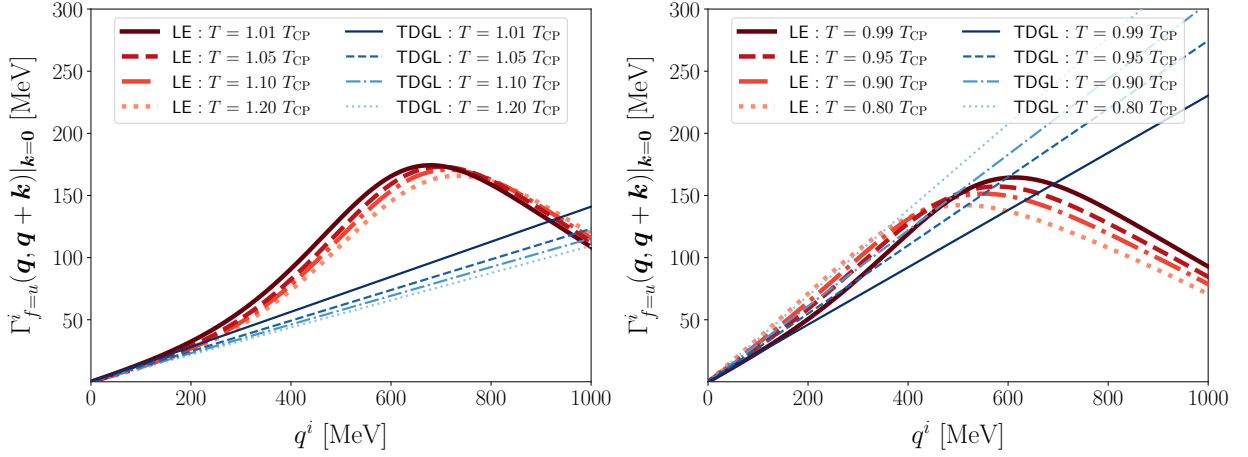 300
250
200
150
100
50
0 200 400 600 800 1000
Γ^i_{f=u}(q, q + k)|_{k=0} [MeV]
q^i [MeV]
LE : T = 1.01 T_CP
LE : T = 1.05 T_CP
LE : T = 1.10 T_CP
LE : T = 1.20 T_CP
TDGL : T = 1.01 T_CP
TDGL : T = 1.05 T_CP
TDGL : T = 1.10 T_CP
TDGL : T = 1.20 T_CP
300
250
200
150
100
50
0 200 400 600 800 1000
Γ^i_{f=u}(q, q + k)|_{k=0} [MeV]
q^i [MeV]
LE : T = 0.99 T_CP
LE : T = 0.95 T_CP
LE : T = 0.90 T_CP
LE : T = 0.80 T_CP
TDGL : T = 0.99 T_CP
TDGL : T = 0.95 T_CP
TDGL : T = 0.90 T_CP
TDGL : T = 0.80 T_CP